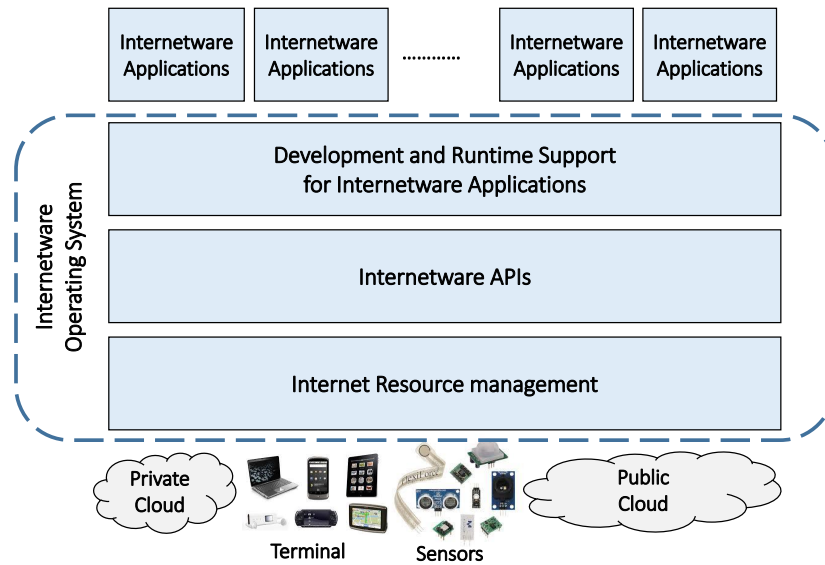 Internetware
Applications
Internetware
Applications
.............
Internetware
Applications
Internetware
Applications
Internetware
Operating System
Development and Runtime Support
for Internetware Applications
Internetware APIs
Internet Resource management
Private
Cloud
Terminal
Sensors
Public
Cloud